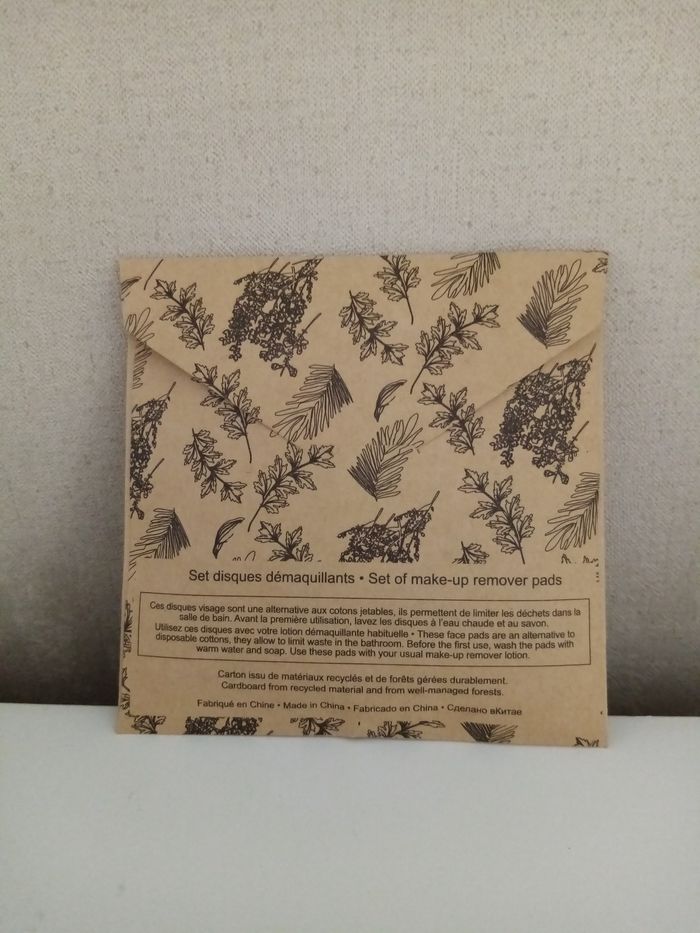 Set disques démaquillants • Set of make-up remover pads
Ces disques visage sont une alternative aux cotons jetables, ils permettent de limiter les déchets dans la
salle de bain. Avant la première utilisation, lavez les disques à l'eau chaude et au savon.
Utilisez ces disques avec votre lotion démaquillante habituelle • These face pads are an alternative to
disposable cottons, they allow to limit waste in the bathroom. Before the first use, wash the pads with
warm water and soap. Use these pads with your usual make-up remover lotion.
Carton issu de matériaux recyclés et de forêts gérées durablement.
Cardboard from recycled material and from well-managed forests.
Fabriqué en Chine • Made in China • Fabricado en China • Сделано вКитае